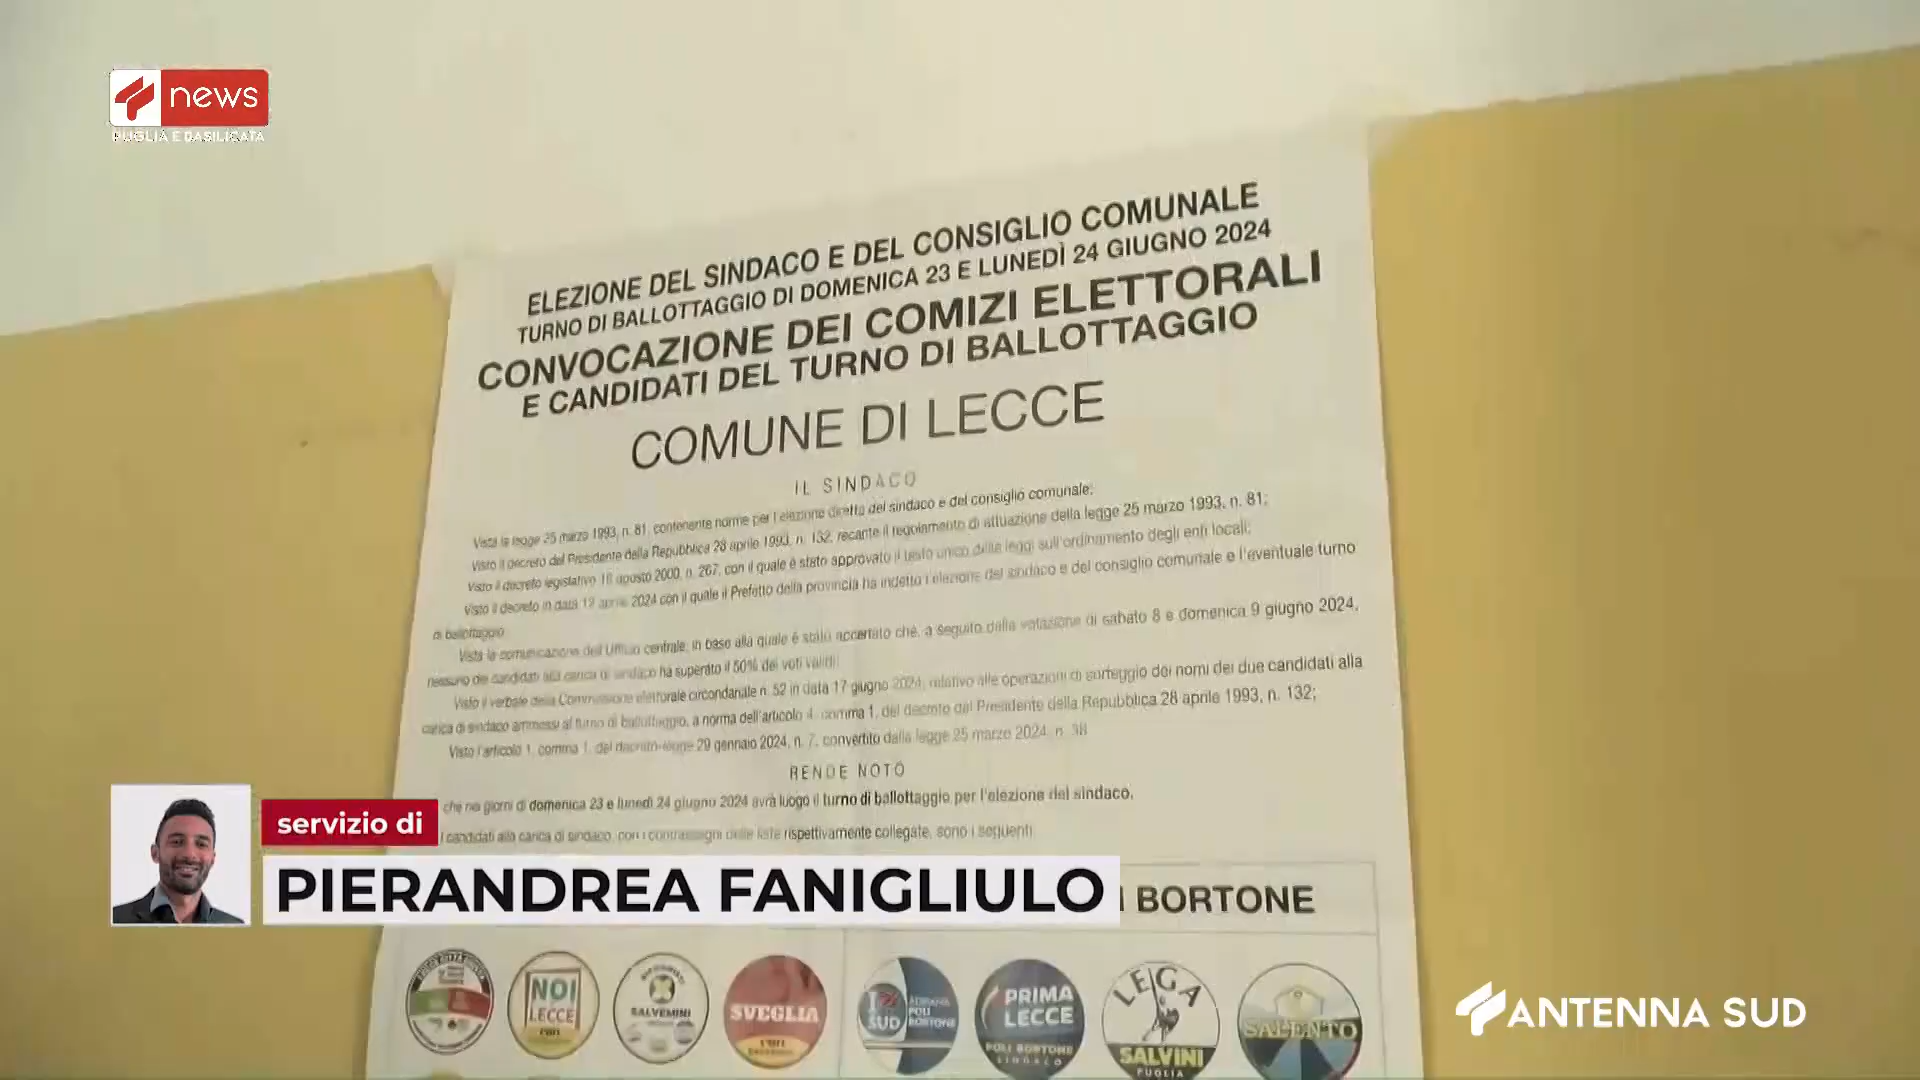 news
PUGLIA E BASILICATA
ELEZIONE DEL SINDACO E DEL CONSIGLIO COMUNALE
TURNO DI BALLOTTAGGIO DI DOMENICA 23 E LUNEDÌ 24 GIUGNO 2024
CONVOCAZIONE DEI COMIZI ELETTORALI
E CANDIDATI DEL TURNO DI BALLOTTAGGIO
COMUNE DI LECCE
IL SINDACO
Vista la legge 25 marzo 1993, n. 81, contenente norme per l'elezione diretta del sindaco e del consiglio comunale;
Visto il decreto del Presidente della Repubblica 28 aprile 1993, n. 132, recante il regolamento di attuazione della legge 25 marzo 1993, n. 81;
Visto il decreto legislativo 18 agosto 2000, n. 267, con il quale è stato approvato il testo unico delle leggi sull'ordinamento degli enti locali;
Visto il decreto in data 12 aprile 2024 con il quale il Prefetto della provincia ha indetto l'elezione del sindaco e del consiglio comunale e l'eventuale turno
di ballottaggio
Vista la comunicazione dell'Ufficio centrale, in base alla quale è stato accertato che, a seguito della votazione di sabato 8 e domenica 9 giugno 2024,
nessuno dei candidati alla carica di sindaco ha superato il 50% dei voti validi;
Visto il verbale della Commissione elettorale circondariale n. 52 in data 17 giugno 2024, relativo alle operazioni di sorteggio dei nomi dei due candidati alla
carica di sindaco ammessi al turno di ballottaggio, a norma dell'articolo 4, comma 1, del decreto del Presidente della Repubblica 28 aprile 1993, n. 132;
Visto l'articolo 1, comma 1, del decreto-legge 29 gennaio 2024, n. 7, convertito dalla legge 25 marzo 2024, n. 38
RENDE NOTO
che nei giorni di domenica 23 e lunedì 24 giugno 2024 avrà luogo il turno di ballottaggio per l'elezione del sindaco.
I candidati alla carica di sindaco, con i contrassegni delle liste rispettivamente collegate, sono i seguenti:
servizio di
PIERANDREA FANIGLIULO
BORTONE
NOI
LECCE
SALVEMINI
SVEGLIA
IO
SUD
ADRIANA
POLI
BORTONE
PRIMA
LECCE
POLI BORTONE
SINDACO
LEGA
SALVINI
PUGLIA
SALENTO
ANTENNA SUD